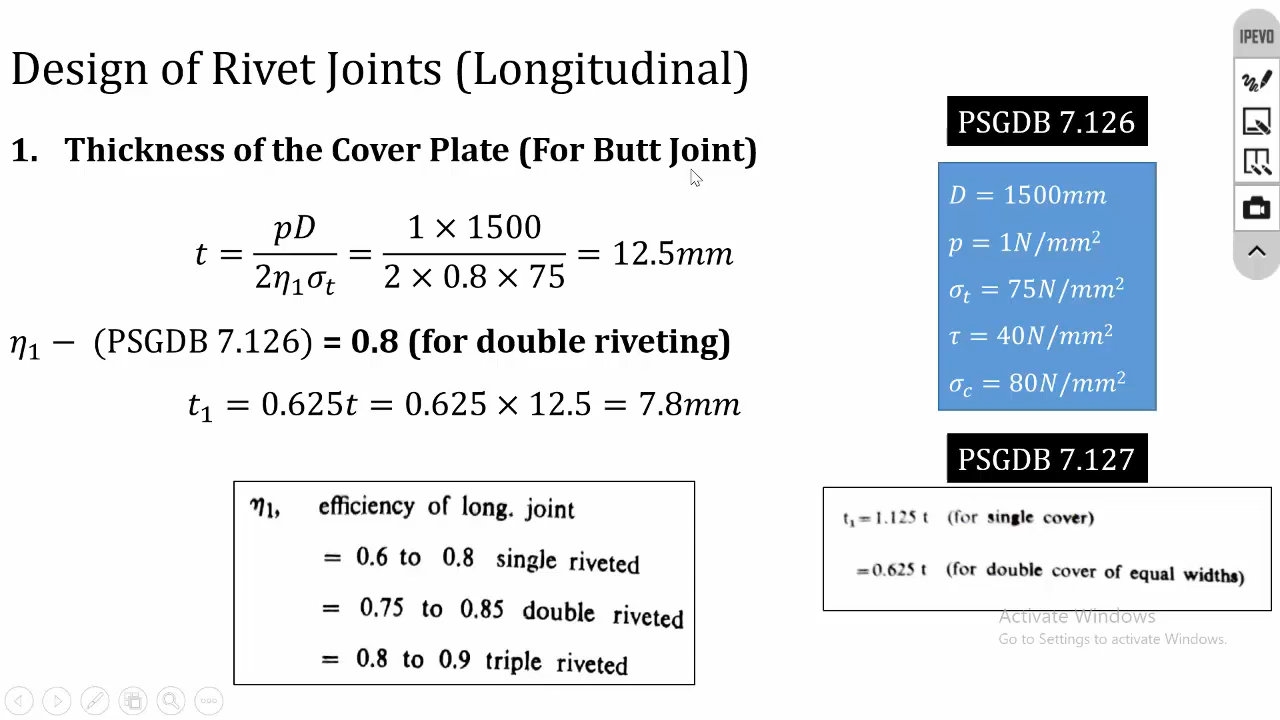 Design of Rivet Joints (Longitudinal)
1. Thickness of the Cover Plate (For Butt Joint)
t = pD / 2η₁σₜ = 1 × 1500 / 2 × 0.8 × 75 = 12.5mm
η₁ − (PSGDB 7.126) = 0.8 (for double riveting)
t₁ = 0.625t = 0.625 × 12.5 = 7.8mm
η₁, efficiency of long. joint
= 0.6 to 0.8 single riveted
= 0.75 to 0.85 double riveted
= 0.8 to 0.9 triple riveted
IPEVO
PSGDB 7.126
D = 1500mm
p = 1N/mm²
σₜ = 75N/mm²
τ = 40N/mm²
σ_c = 80N/mm²
PSGDB 7.127
t₁ = 1.125 t (for single cover)
= 0.625 t (for double cover of equal widths)
Activate Windows
Go to Settings to activate Windows.